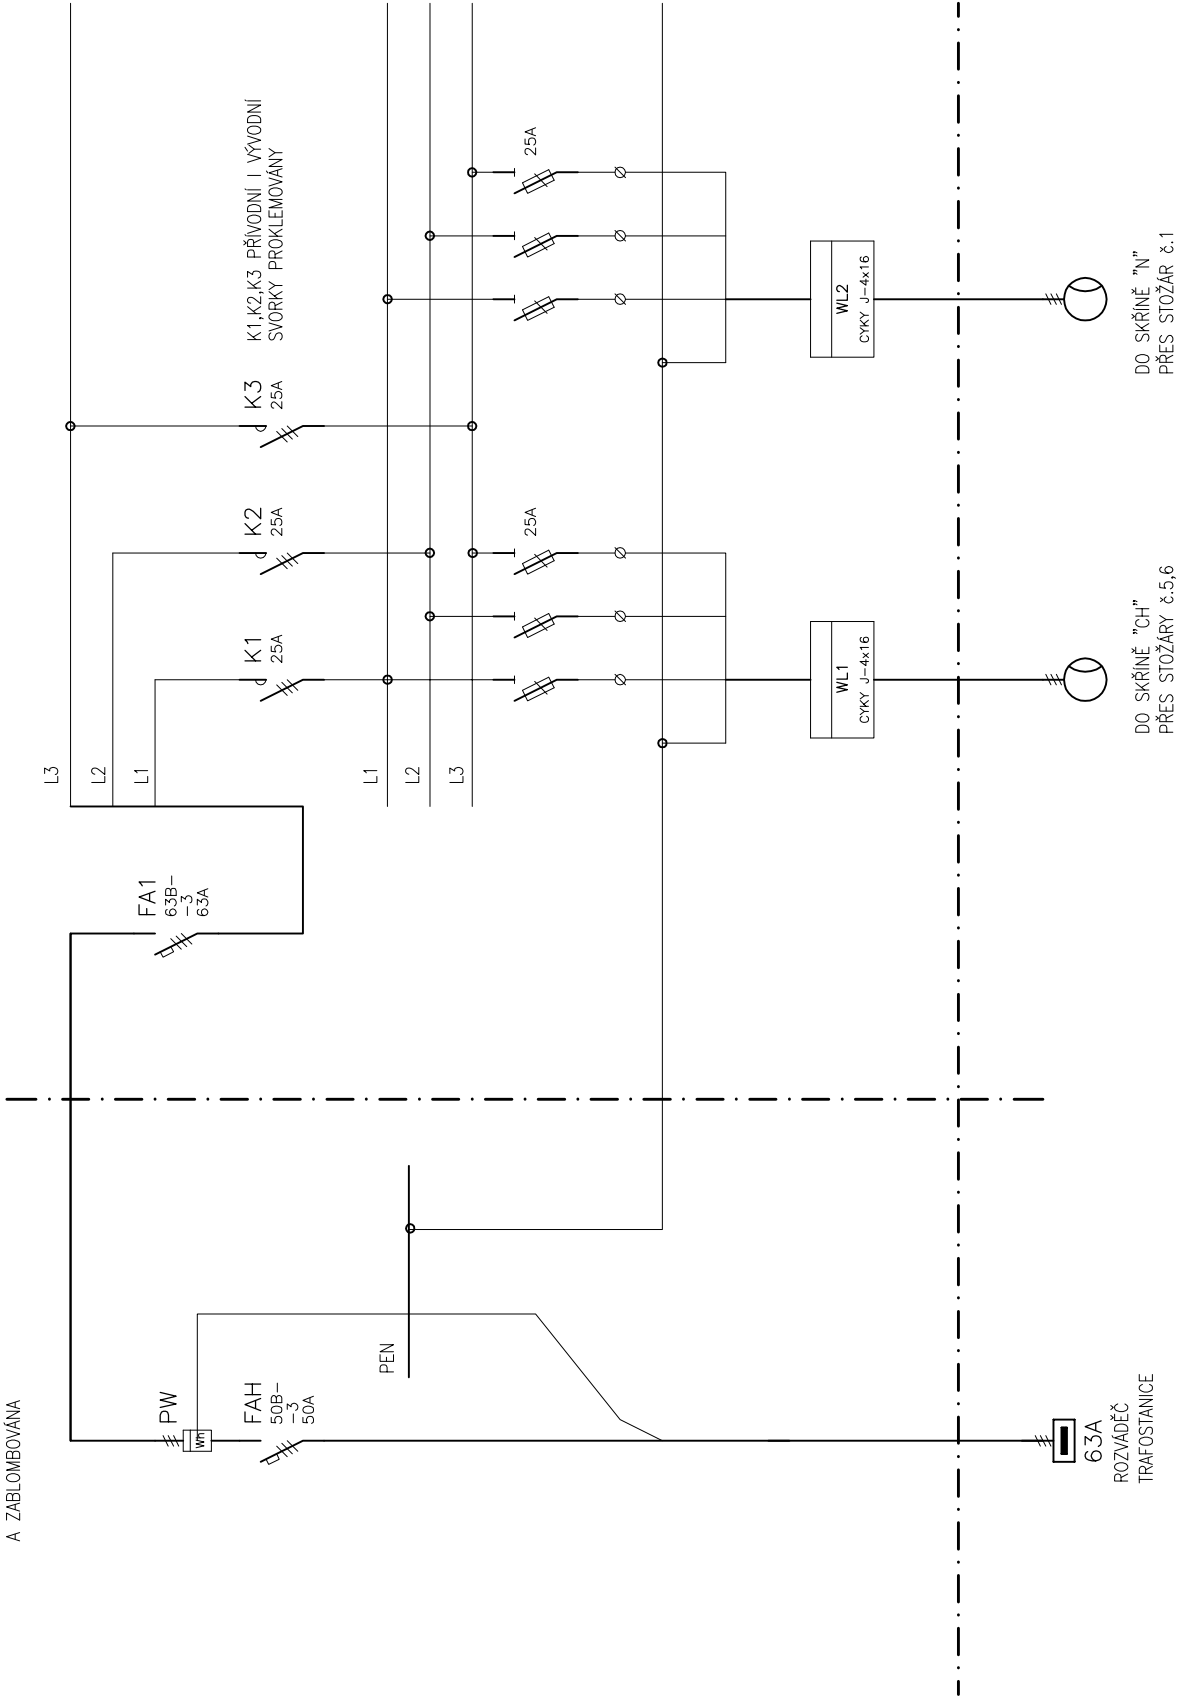 A ZABLOMBOVÁNA
PW
Wh
FAH
50B-
-3
50A
PEN
63A
ROZVÁDĚČ
TRAFOSTANICE
FA1
63B-
-3
63A
L3
L2
L1
L1
L2
L3
K1
25A
K2
25A
K3
25A
K1,K2,K3 PŘÍVODNÍ I VÝVODNÍ
SVORKY PROKLEMOVÁNY
25A
25A
WL1
CYKY J-4x16
WL2
CYKY J-4x16
DO SKŘÍNĚ "CH"
PŘES STOŽÁRY č.5,6
DO SKŘÍNĚ "N"
PŘES STOŽÁR č.1